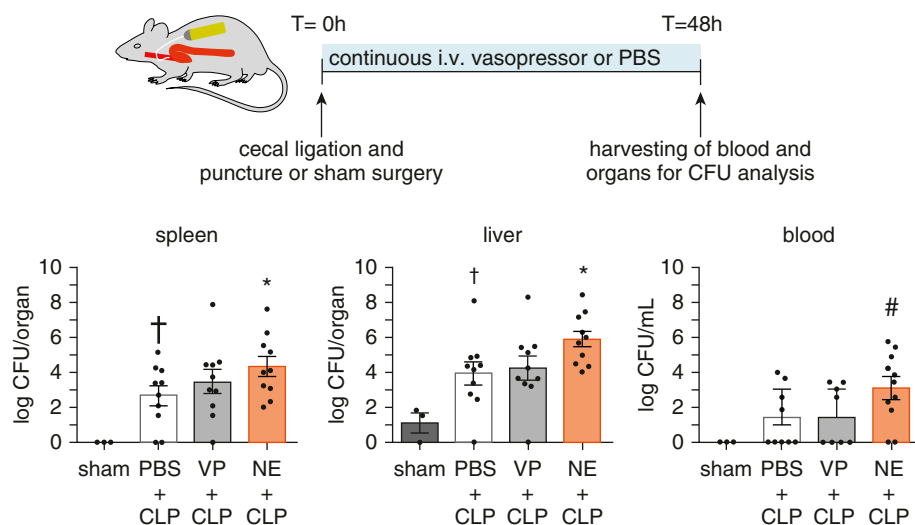 T= 0h
T=48h
continuous i.v. vasopressor or PBS
cecal ligation and
puncture or sham surgery
harvesting of blood and
organs for CFU analysis
spleen
log CFU/organ
10
8
6
4
2
0
†
*
sham PBS VP NE
+ + +
CLP CLP CLP
liver
log CFU/organ
10
8
6
4
2
0
†
*
sham PBS VP NE
+ + +
CLP CLP CLP
blood
log CFU/mL
10
8
6
4
2
0
#
sham PBS VP NE
+ + +
CLP CLP CLP